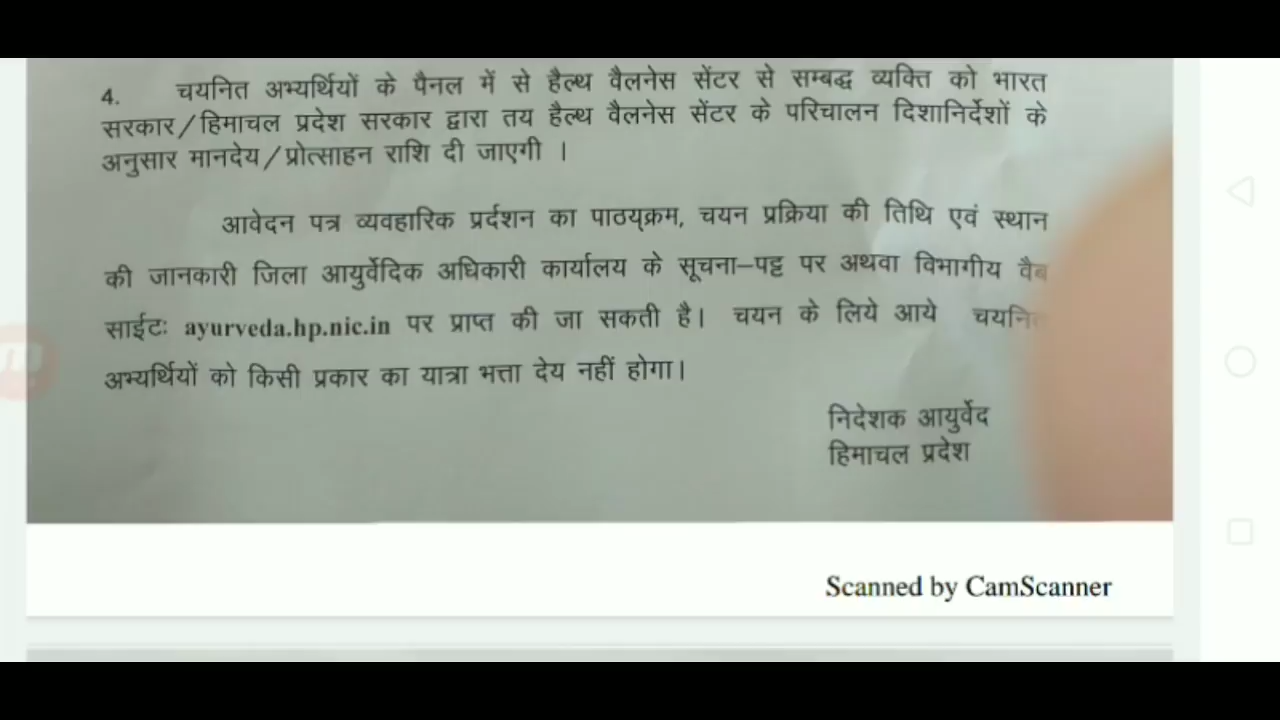 4. चयनित अभ्यर्थियों के पैनल में से हैल्थ वैलनेस सेंटर से सम्बद्ध व्यक्ति को भारत
सरकार/हिमाचल प्रदेश सरकार द्वारा तय हैल्थ वैलनेस सेंटर के परिचालन दिशानिर्देशों के
अनुसार मानदेय/प्रोत्साहन राशि दी जाएगी ।
आवेदन पत्र व्यवहारिक प्रर्दशन का पाठय्क्रम, चयन प्रक्रिया की तिथि एवं स्थान
की जानकारी जिला आयुर्वेदिक अधिकारी कार्यालय के सूचना–पट्ट पर अथवा विभागीय वैब
साईटः ayurveda.hp.nic.in पर प्राप्त की जा सकती है। चयन के लिये आये चयनित
अभ्यर्थियों को किसी प्रकार का यात्रा भत्ता देय नहीं होगा।
निदेशक आयुर्वेद
हिमाचल प्रदेश
Scanned by CamScanner